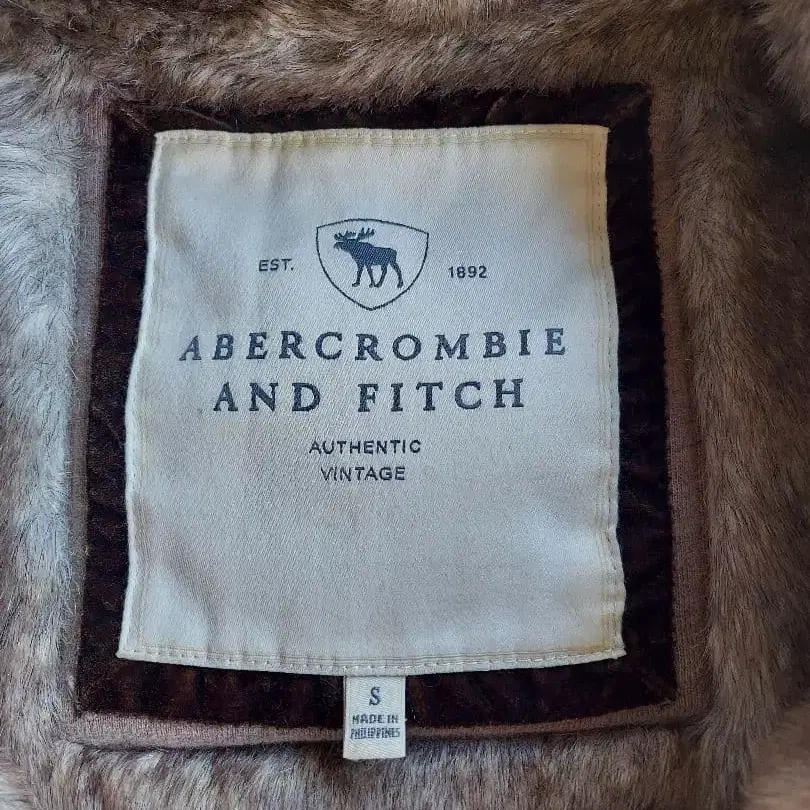 EST. 1892
ABERCROMBIE
AND FITCH
AUTHENTIC
VINTAGE
S
MADE IN
PHILIPPINES